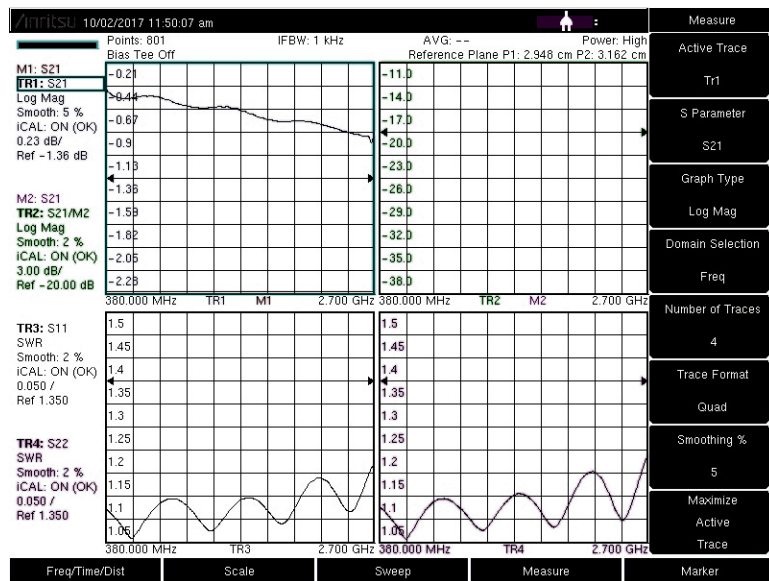 Anritsu 10/02/2017 11:50:07 am
Points: 801 IFBW: 1 kHz AVG: -- Power: High
Bias Tee Off Reference Plane P1: 2.948 cm P2: 3.162 cm
M1: S21
TR1: S21
Log Mag
Smooth: 5 %
iCAL: ON (OK)
0.23 dB/
Ref -1.36 dB
M2: S21
TR2: S21/M2
Log Mag
Smooth: 2 %
iCAL: ON (OK)
3.00 dB/
Ref -20.00 dB
-0.21
-0.44
-0.67
-0.9
-1.13
-1.36
-1.59
-1.82
-2.05
-2.28
380.000 MHz TR1 M1 2.700 GHz
-11.0
-14.0
-17.0
-20.0
-23.0
-26.0
-29.0
-32.0
-35.0
-38.0
380.000 MHz TR2 M2 2.700 GHz
TR3: S11
SWR
Smooth: 2 %
iCAL: ON (OK)
0.050 /
Ref 1.350
TR4: S22
SWR
Smooth: 2 %
iCAL: ON (OK)
0.050 /
Ref 1.350
1.5
1.45
1.4
1.35
1.3
1.25
1.2
1.15
1.1
1.05
380.000 MHz TR3 2.700 GHz
1.5
1.45
1.4
1.35
1.3
1.25
1.2
1.15
1.1
1.05
380.000 MHz TR4 2.700 GHz
Measure
Active Trace
Tr1
S Parameter
S21
Graph Type
Log Mag
Domain Selection
Freq
Number of Traces
4
Trace Format
Quad
Smoothing %
5
Maximize
Active
Trace
Freq/Time/Dist Scale Sweep Measure Marker